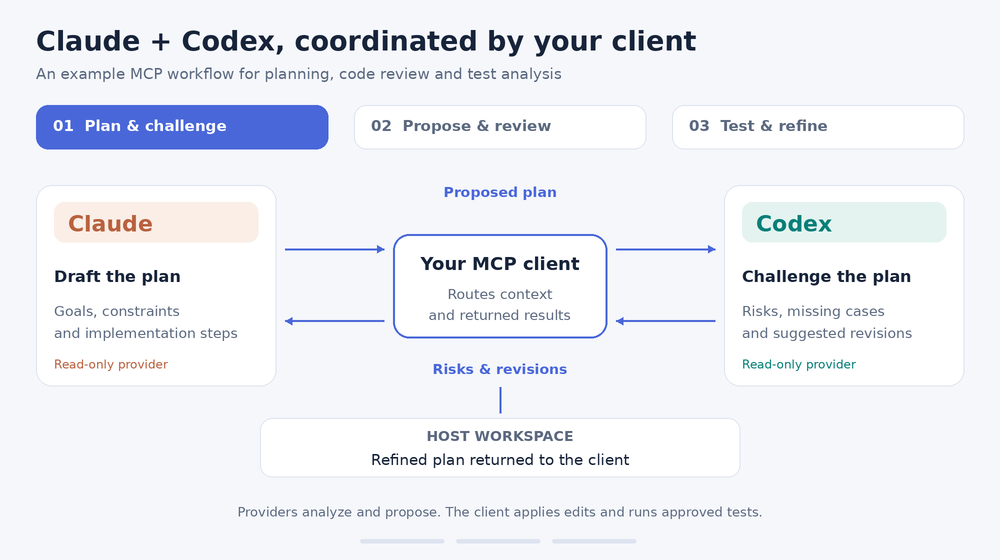 Claude + Codex, coordinated by your client
An example MCP workflow for planning, code review and test analysis
01 Plan & challenge
02 Propose & review
03 Test & refine
Claude
Draft the plan
Goals, constraints
and implementation steps
Read-only provider
Proposed plan
Your MCP client
Routes context
and returned results
Risks & revisions
Codex
Challenge the plan
Risks, missing cases
and suggested revisions
Read-only provider
HOST WORKSPACE
Refined plan returned to the client
Providers analyze and propose. The client applies edits and runs approved tests.